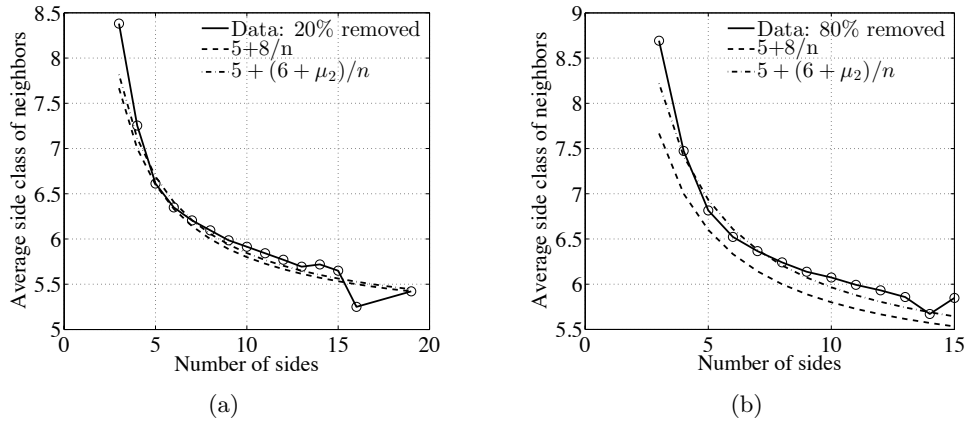 8.5
8
7.5
7
6.5
6
5.5
5
0
5
10
15
20
Average side class of neighbors
Number of sides
Data: 20% removed
5+8/n
5 + (6 + μ₂)/n
(a)
9
8.5
8
7.5
7
6.5
6
5.5
0
5
10
15
Average side class of neighbors
Number of sides
Data: 80% removed
5+8/n
5 + (6 + μ₂)/n
(b)